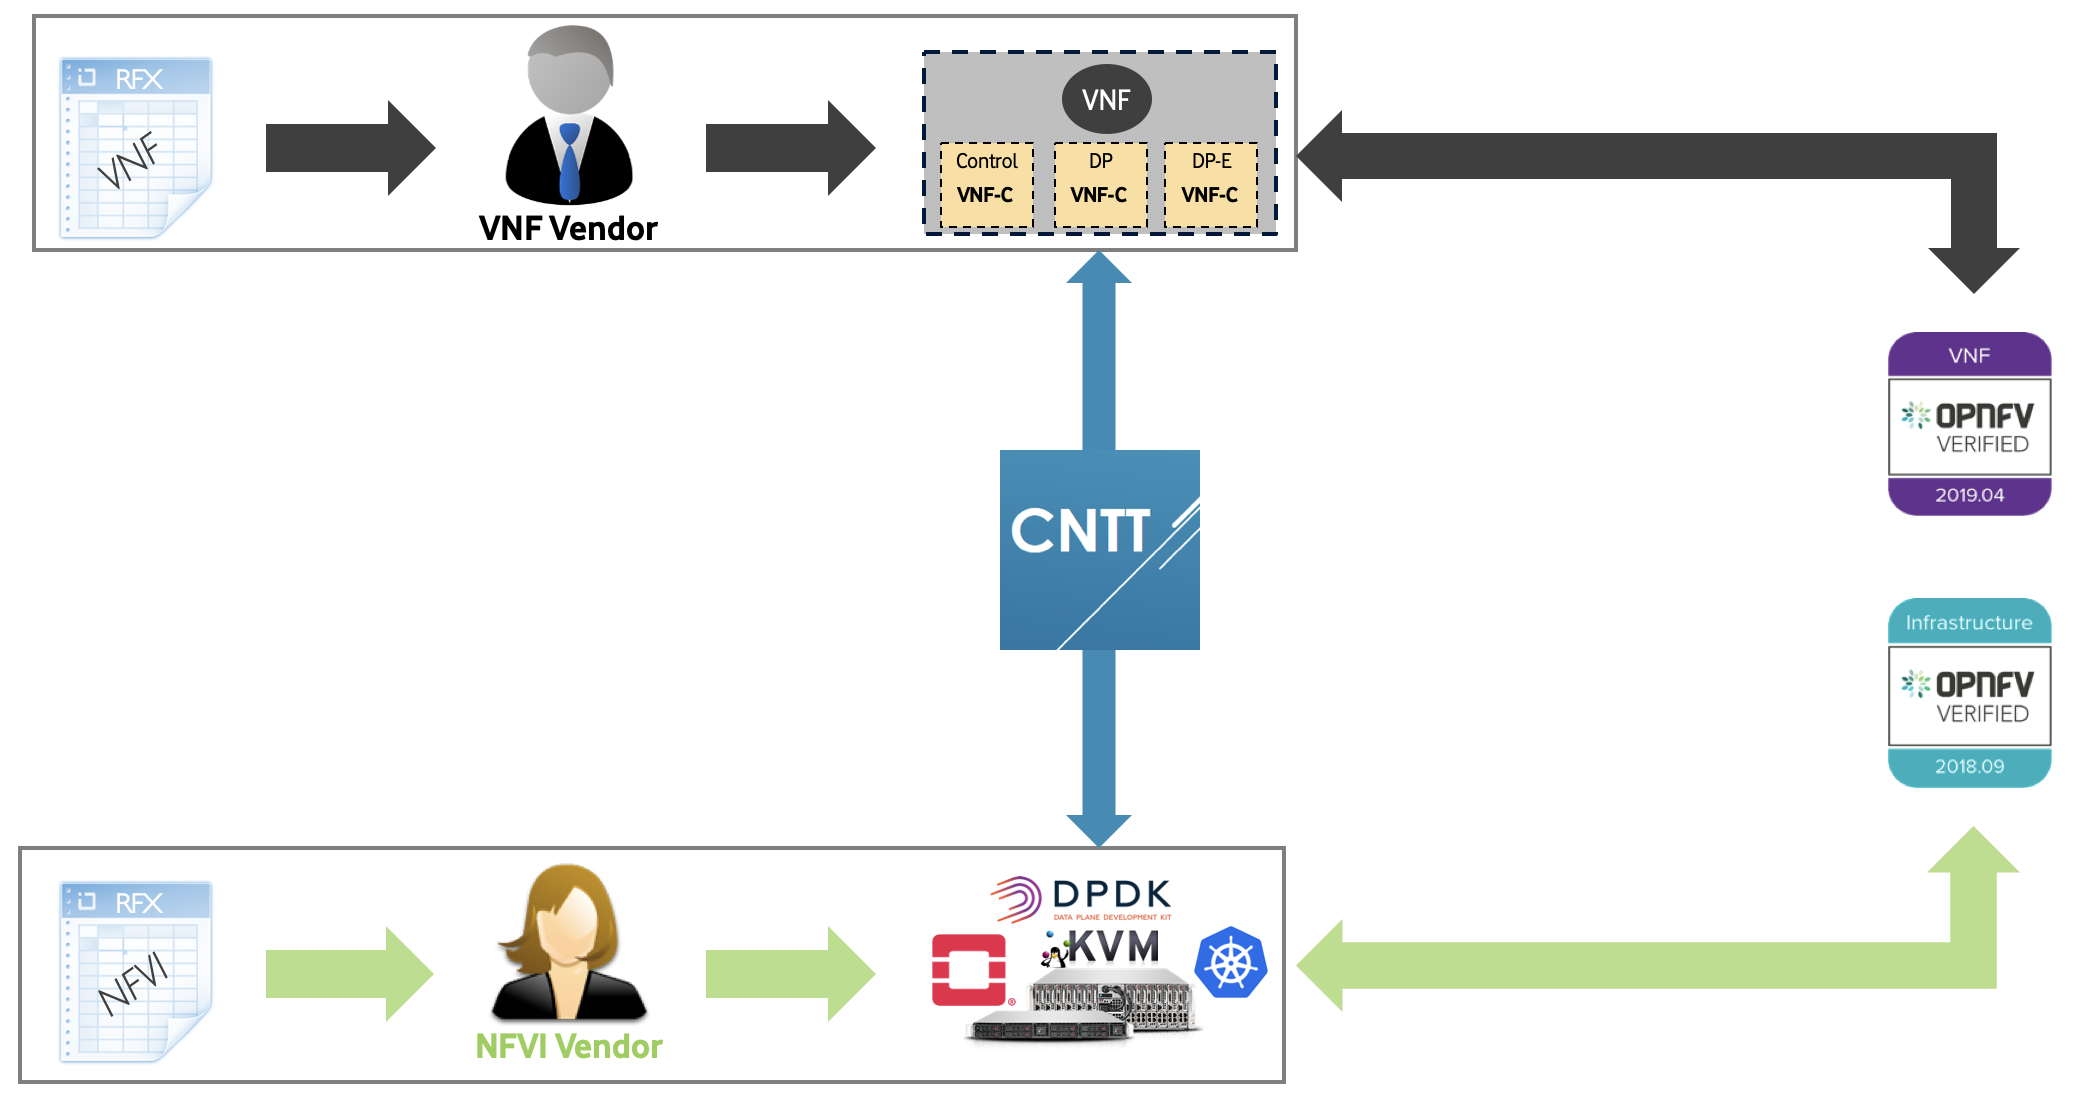 RFX
VNF
VNF Vendor
VNF
Control
VNF-C
DP
VNF-C
DP-E
VNF-C
VNF
OPNFV
VERIFIED
2019.04
CNTT
Infrastructure
OPNFV
VERIFIED
2018.09
RFX
NFVI
NFVI Vendor
DPDK
DATA PLANE DEVELOPMENT KIT
KVM
®